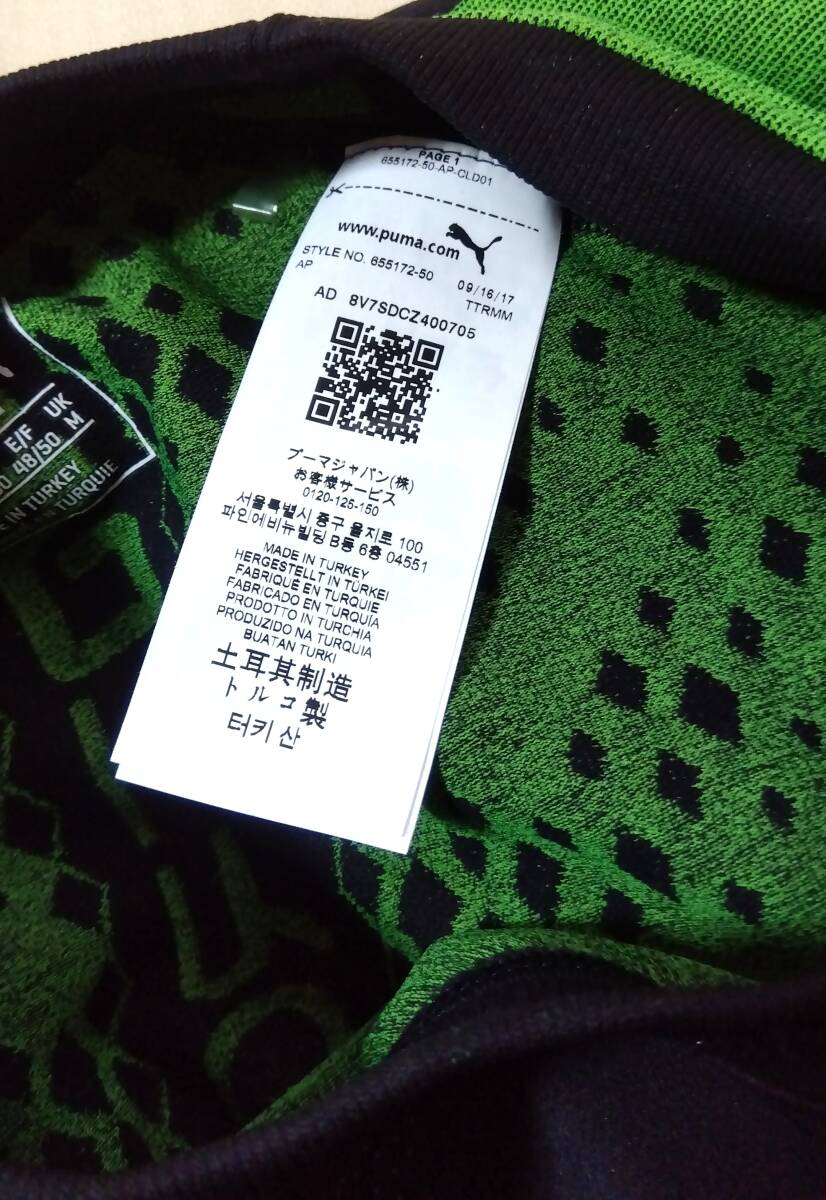 PAGE 1
655172-50-AP-CLD01
www.puma.com
STYLE NO. 655172-50
AP
09/16/17
TTRMM
AD 8V7SDCZ400705
プーマジャパン(株)
お客様サービス
0120-125-150
서울특별시 중구 을지로 100
파인에비뉴빌딩 B동 6층 04551
MADE IN TURKEY
HERGESTELLT IN TÜRKEI
FABRIQUÉ EN TURQUIE
FABRICADO EN TURQUÍA
PRODOTTO IN TURCHIA
PRODUZIDO NA TURQUIA
BUATAN TURKI
土耳其制造
トルコ製
터키 산
E/F UK
48/50 M
IN TURKEY
TURQUIE